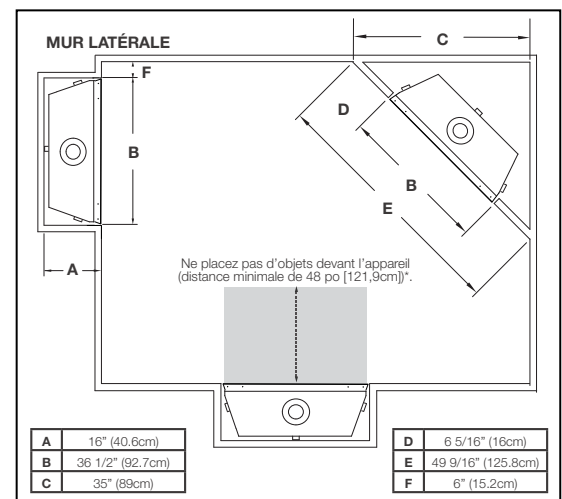 MUR LATÉRALE
C
F
D
B
B
E
A
Ne placez pas d'objets devant l'appareil
(distance minimale de 48 po [121,9cm])*.
A 16" (40.6cm)
B 36 1/2" (92.7cm)
C 35" (89cm)
D 6 5/16" (16cm)
E 49 9/16" (125.8cm)
F 6" (15.2cm)